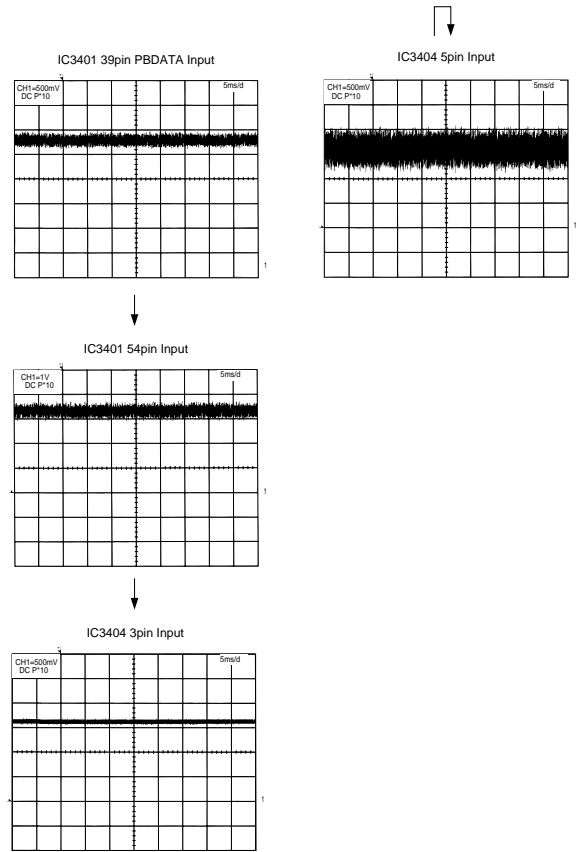 IC3401 39pin PBDATA Input
CH1=500mV
DC P*10
5ms/d
1
IC3401 54pin Input
CH1=1V
DC P*10
5ms/d
1
IC3404 3pin Input
CH1=500mV
DC P*10
5ms/d
1
IC3404 5pin Input
CH1=500mV
DC P*10
5ms/d
1